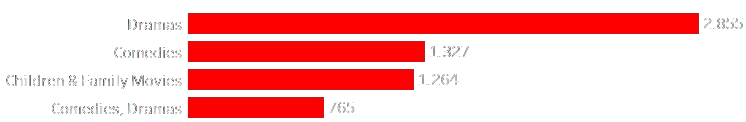 Dramas 2.855
Comedies 1.327
Children & Family Movies 1.264
Comedies, Dramas 765